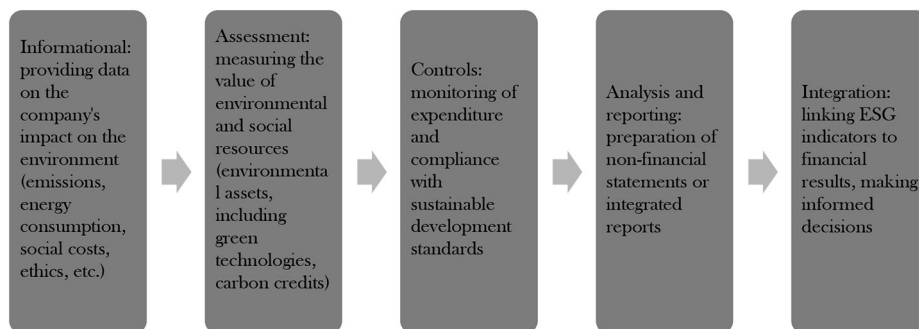 Informational:
providing data
on the
company's
impact on the
environment
(emissions,
energy
consumption,
social costs,
ethics, etc.)
Assessment:
measuring the
value of
environmental
and social
resources
(environmenta
l assets,
including
green
technologies,
carbon credits)
Controls:
monitoring of
expenditure
and
compliance
with
sustainable
development
standards
Analysis and
reporting:
preparation of
non-financial
statements or
integrated
reports
Integration:
linking ESG
indicators to
financial
results, making
informed
decisions